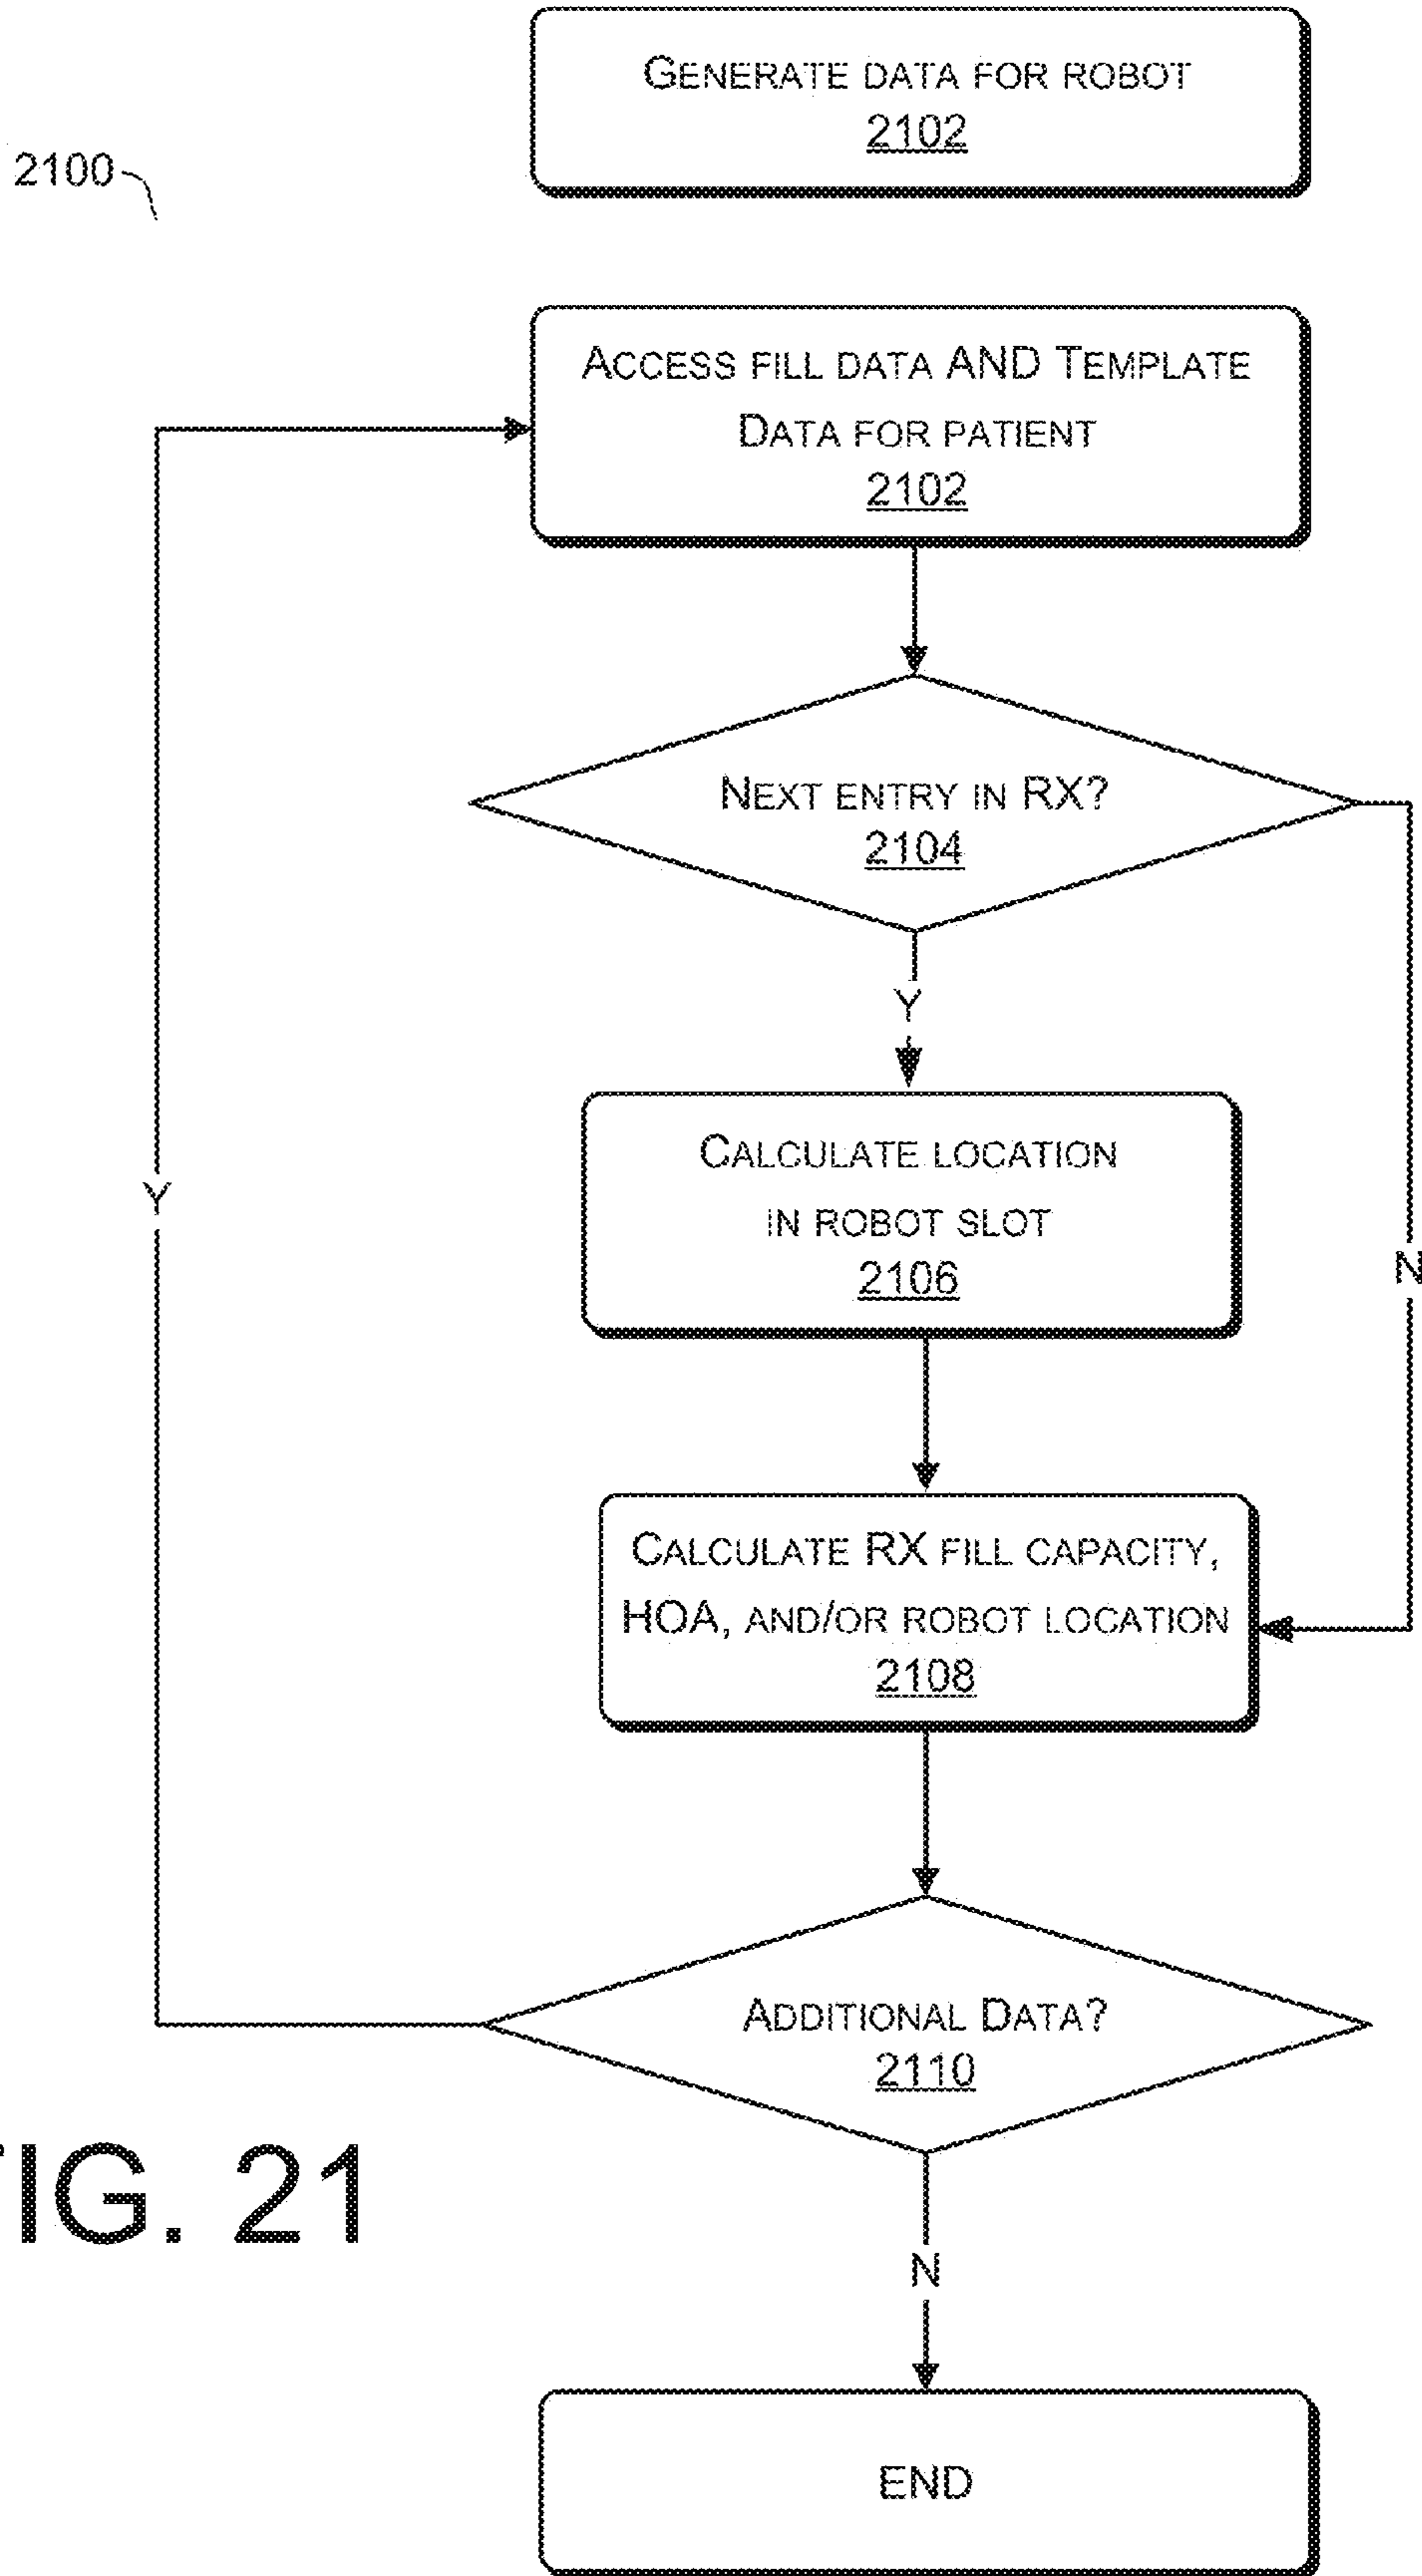 GENERATE DATA FOR ROBOT
2102
2100
ACCESS FILL DATA AND TEMPLATE
DATA FOR PATIENT
2102
NEXT ENTRY IN RX?
2104
Y
CALCULATE LOCATION
IN ROBOT SLOT
2106
Y
N
CALCULATE RX FILL CAPACITY,
HOA, AND/OR ROBOT LOCATION
2108
ADDITIONAL DATA?
2110
IG. 21
N
END